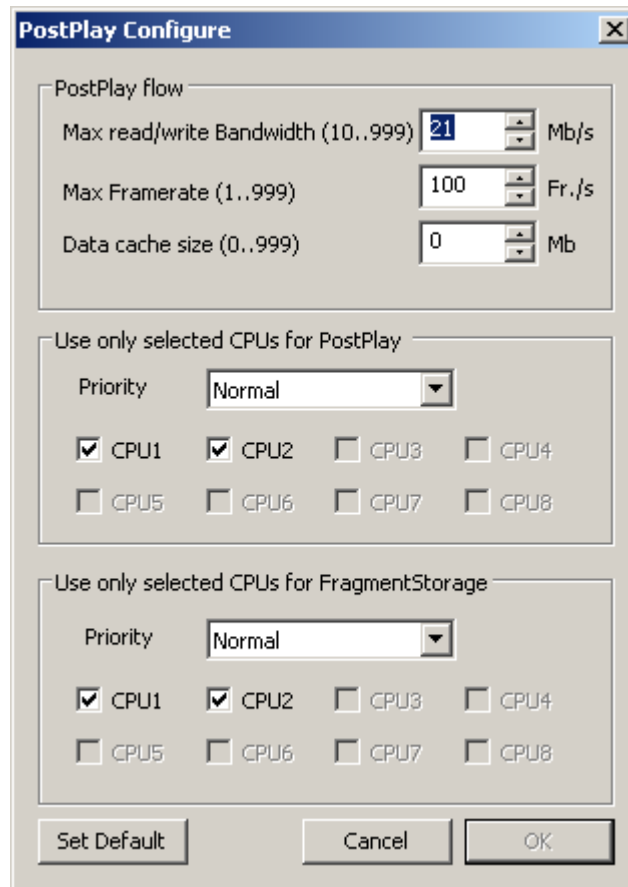 PostPlay Configure
PostPlay flow
Max read/write Bandwidth (10..999) 21 Mb/s
Max Framerate (1..999) 100 Fr./s
Data cache size (0..999) 0 Mb
Use only selected CPUs for PostPlay
Priority Normal
CPU1 CPU2 CPU3 CPU4
CPU5 CPU6 CPU7 CPU8
Use only selected CPUs for FragmentStorage
Priority Normal
CPU1 CPU2 CPU3 CPU4
CPU5 CPU6 CPU7 CPU8
Set Default Cancel OK